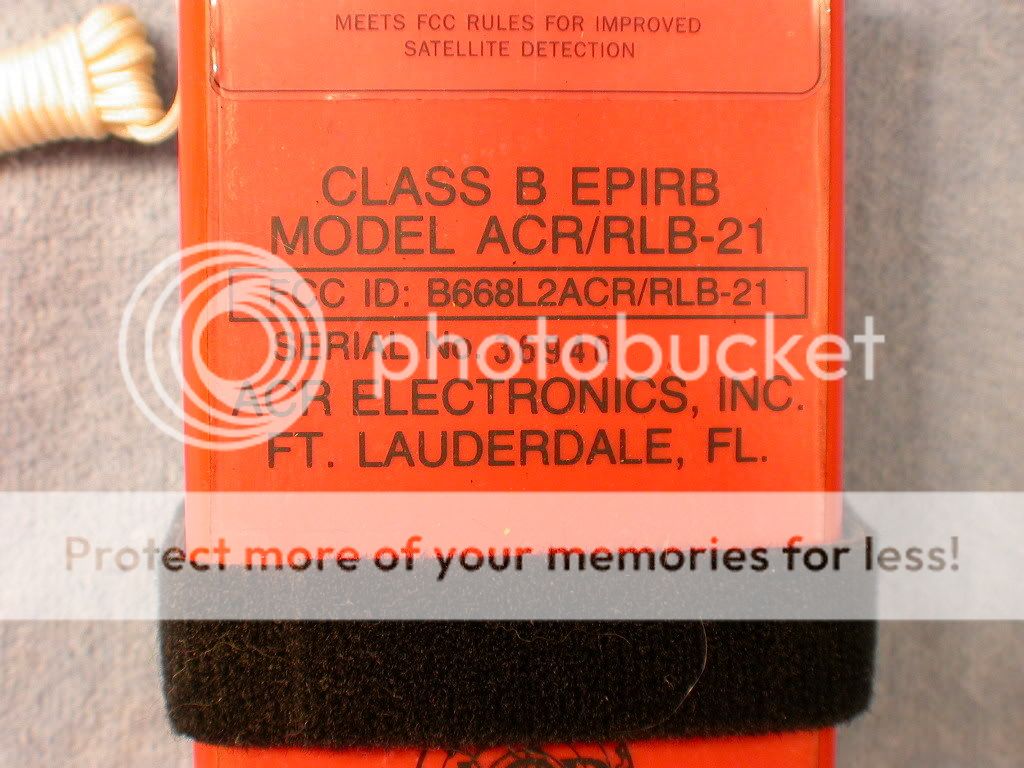 MEETS FCC RULES FOR IMPROVED
SATELLITE DETECTION
CLASS B EPIRB
MODEL ACR/RLB-21
FCC ID: B668L2ACR/RLB-21
SERIAL No.
photobucket
ACR ELECTRONICS, INC.
FT. LAUDERDALE, FL.
Protect more of your memories for less!